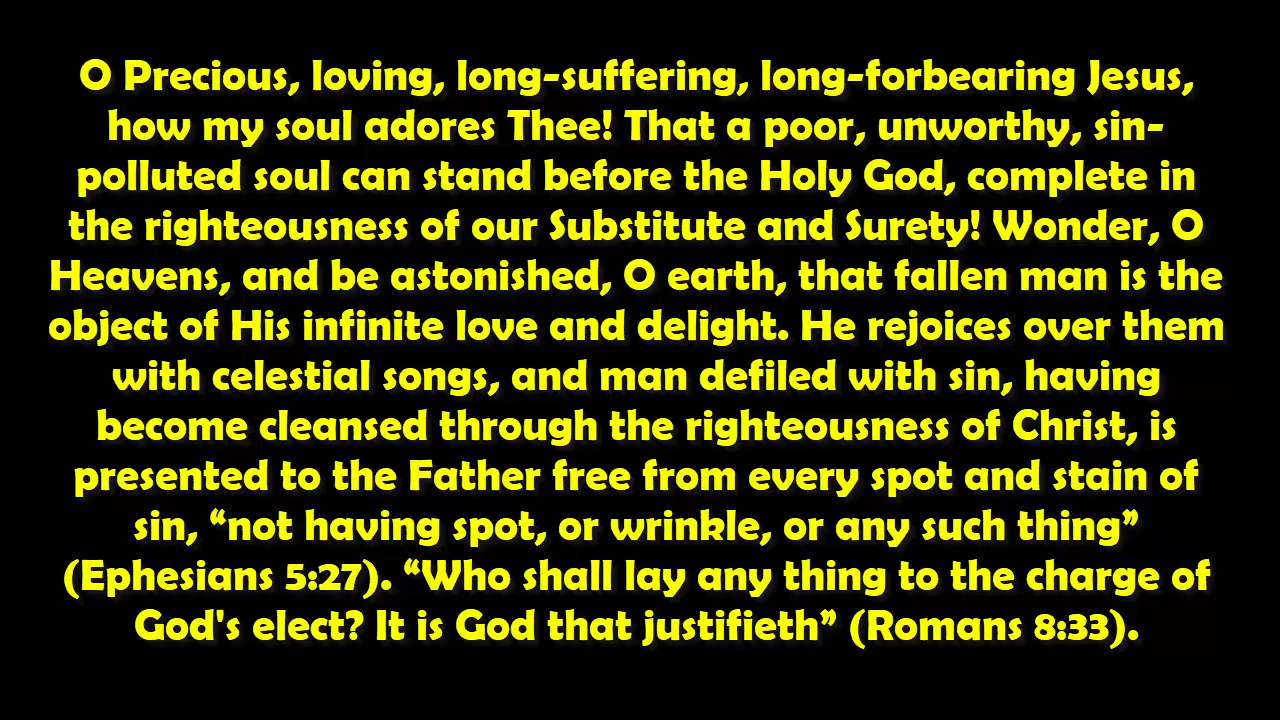 O Precious, loving, long-suffering, long-forbearing Jesus,
how my soul adores Thee! That a poor, unworthy, sin-
polluted soul can stand before the Holy God, complete in
the righteousness of our Substitute and Surety! Wonder, O
Heavens, and be astonished, O earth, that fallen man is the
object of His infinite love and delight. He rejoices over them
with celestial songs, and man defiled with sin, having
become cleansed through the righteousness of Christ, is
presented to the Father free from every spot and stain of
sin, “not having spot, or wrinkle, or any such thing”
(Ephesians 5:27). “Who shall lay any thing to the charge of
God's elect? It is God that justifieth” (Romans 8:33).